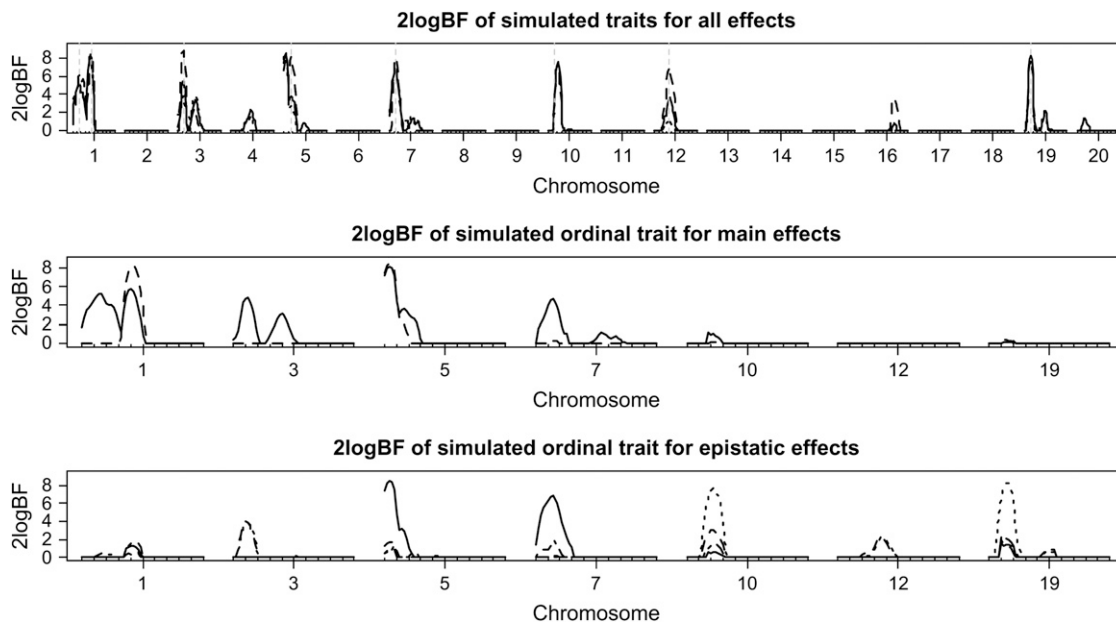 2logBF of simulated traits for all effects
2logBF
8
6
4
2
0
1 2 3 4 5 6 7 8 9 10 12 13 14 15 16 17 18 19 20
Chromosome
2logBF of simulated ordinal trait for main effects
2logBF
8
6
4
2
0
1 3 5 7 10 12 19
Chromosome
2logBF of simulated ordinal trait for epistatic effects
2logBF
8
6
4
2
0
1 3 5 7 10 12 19
Chromosome